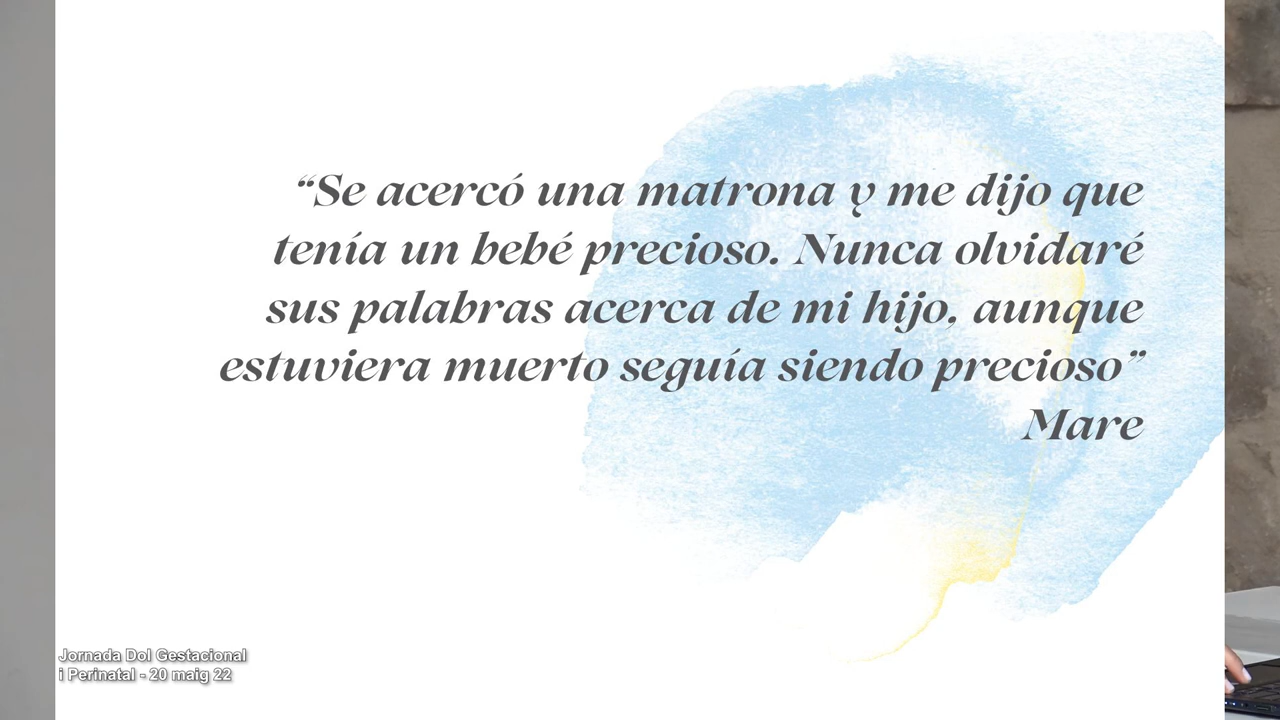 “Se acercó una matrona y me dijo que
tenía un bebé precioso. Nunca olvidaré
sus palabras acerca de mi hijo, aunque
estuviera muerto seguía siendo precioso”
Mare
Jornada Dol Gestacional
i Perinatal - 20 maig 22